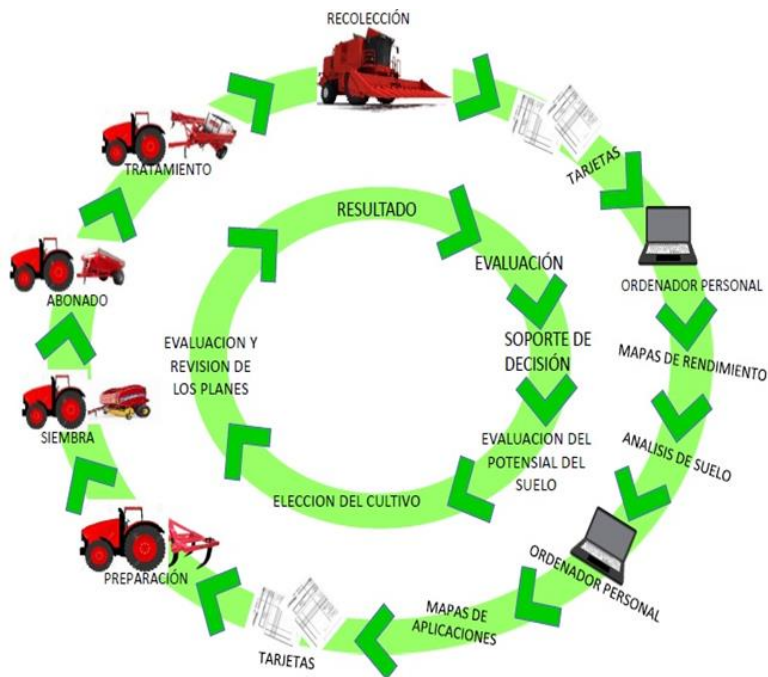 RECOLECCIÓN
TARJETAS
ORDENADOR PERSONAL
MAPAS DE RENDIMIENTO
ANALISIS DE SUELO
ORDENADOR PERSONAL
MAPAS DE
APLICACIONES
TARJETAS
PREPARACIÓN
SIEMBRA
ABONADO
TRATAMIENTO
RESULTADO
EVALUACIÓN
SOPORTE DE
DECISIÓN
EVALUACION DEL
POTENSIAL DEL
SUELO
ELECCION DEL CULTIVO
EVALUACION Y
REVISION DE
LOS PLANES